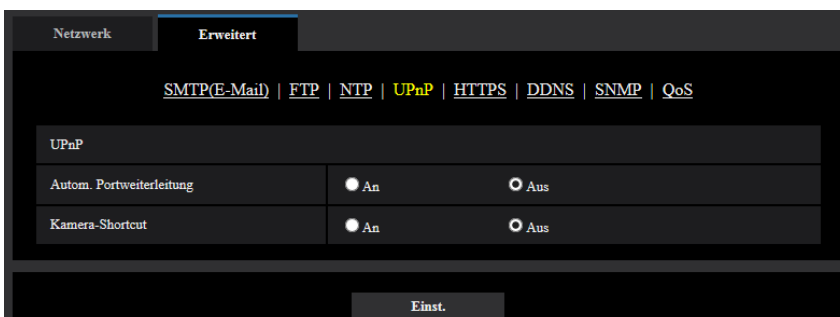 Netzwerk Erweitert
SMTP(E-Mail) | FTP | NTP | UPnP | HTTPS | DDNS | SNMP | QoS
UPnP
Autom. Portweiterleitung An Aus
Kamera-Shortcut An Aus
Einst.